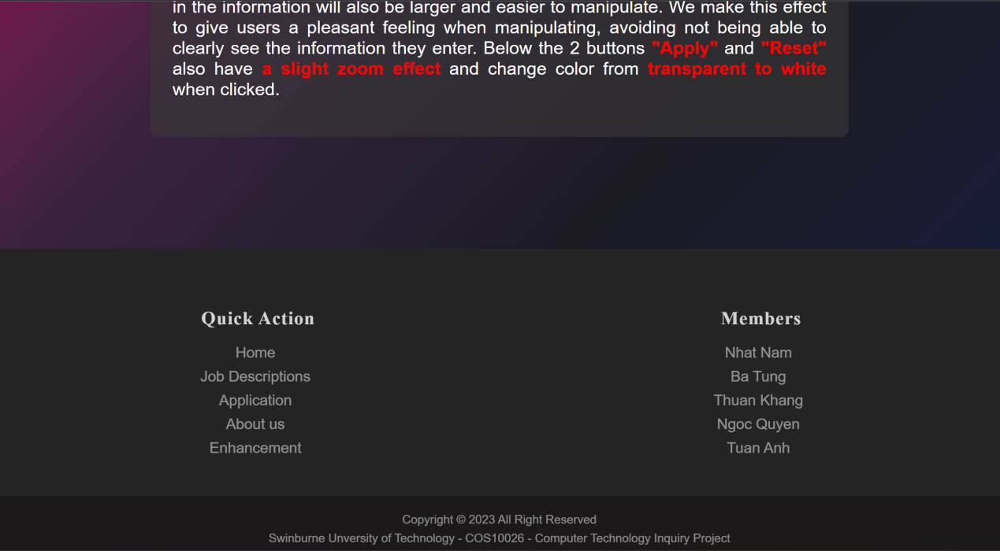 in the information will also be larger and easier to manipulate. We make this effect
to give users a pleasant feeling when manipulating, avoiding not being able to
clearly see the information they enter. Below the 2 buttons "Apply" and "Reset"
also have a slight zoom effect and change color from transparent to white
when clicked.
Quick Action
Home
Job Descriptions
Application
About us
Enhancement
Members
Nhat Nam
Ba Tung
Thuan Khang
Ngoc Quyen
Tuan Anh
Copyright © 2023 All Right Reserved
Swinburne Unversity of Technology - COS10026 - Computer Technology Inquiry Project